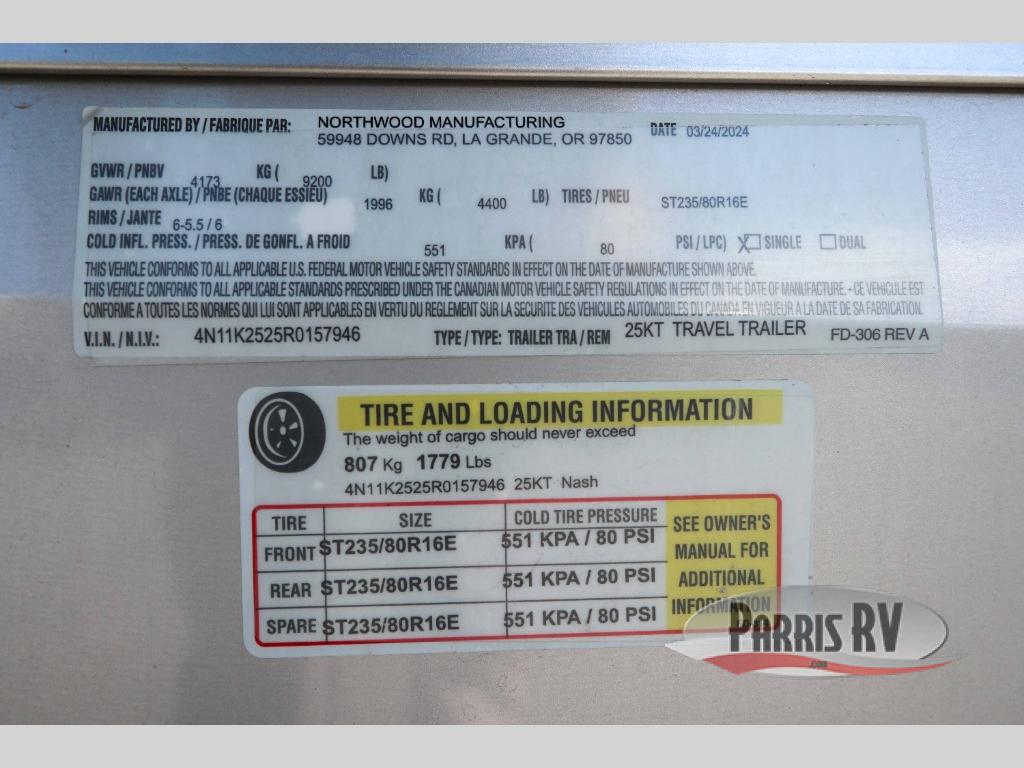 MANUFACTURED BY / FABRIQUE PAR: NORTHWOOD MANUFACTURING DATE 03/24/2024
59948 DOWNS RD, LA GRANDE, OR 97850
GVWR / PNBV 4173 KG ( 9200 LB)
GAWR (EACH AXLE) / PNBE (CHAQUE ESSIEU) 1996 KG ( 4400 LB) TIRES / PNEU ST235/80R16E
RIMS / JANTE 6-5.5 / 6
COLD INFL. PRESS. / PRESS. DE GONFL. A FROID 551 KPA ( 80 PSI / LPC) X SINGLE DUAL
THIS VEHICLE CONFORMS TO ALL APPLICABLE U.S. FEDERAL MOTOR VEHICLE SAFETY STANDARDS IN EFFECT ON THE DATE OF MANUFACTURE SHOWN ABOVE.
THIS VEHICLE CONFORMS TO ALL APPLICABLE STANDARDS PRESCRIBED UNDER THE CANADIAN MOTOR VEHICLE SAFETY REGULATIONS IN EFFECT ON THE DATE OF MANUFACTURE. - CE VEHICULE EST
CONFORME A TOUTES LES NORMES QUI LUI SONT APPLICABLES EN VERTU DU REGLEMENT SUR LA SECURITE DES VEHICULES AUTOMOBILES DU CANADA EN VIGUEUR A LA DATE DE SA FABRICATION.
V.I.N. / N.I.V.: 4N11K2525R0157946 TYPE / TYPE: TRAILER TRA / REM 25KT TRAVEL TRAILER FD-306 REV A
TIRE AND LOADING INFORMATION
The weight of cargo should never exceed
807 Kg 1779 Lbs
4N11K2525R0157946 25KT Nash
TIRE SIZE COLD TIRE PRESSURE
FRONT ST235/80R16E 551 KPA / 80 PSI
REAR ST235/80R16E 551 KPA / 80 PSI
SPARE ST235/80R16E 551 KPA / 80 PSI
SEE OWNER'S
MANUAL FOR
ADDITIONAL
INFORMATION
PARRIS RV
.com